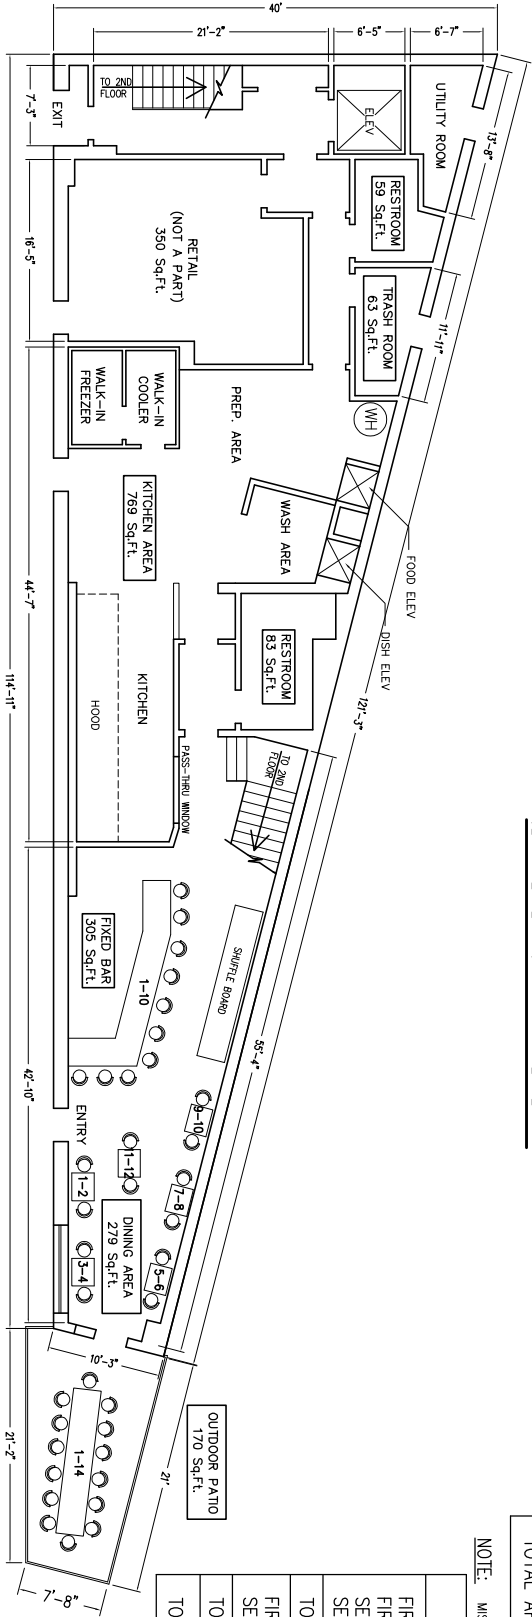 40'
21'-2"
6'-5"
6'-7"
7'-3"
EXIT
TO 2ND
FLOOR
ELEV
UTILITY ROOM
13'-8"
RESTROOM
59 Sq.Ft.
16'-5"
RETAIL
(NOT A PART)
350 Sq.Ft.
TRASH ROOM
63 Sq.Ft.
11'-11"
WH
WALK-IN
COOLER
WALK-IN
FREEZER
PREP. AREA
KITCHEN AREA
769 Sq.Ft.
WASH AREA
FOOD ELEV
DISH ELEV
RESTROOM
83 Sq.Ft.
44'-7"
114'-11"
121'-3"
KITCHEN
HOOD
PASS-THRU WINDOW
TO 2ND
FLOOR
FIXED BAR
305 Sq.Ft.
1-10
SHUFFLE BOARD
55'-4"
42'-10"
ENTRY
9-10
11-12
7-8
1-2
5-6
3-4
DINING AREA
279 Sq.Ft.
10'-3"
OUTDOOR PATIO
170 Sq.Ft.
1-14
21'
21'-2"
7'-8"
NOTE:
TOTAL
FIR
SE
FIR
SE
TO
FIR
SE
TO
TO